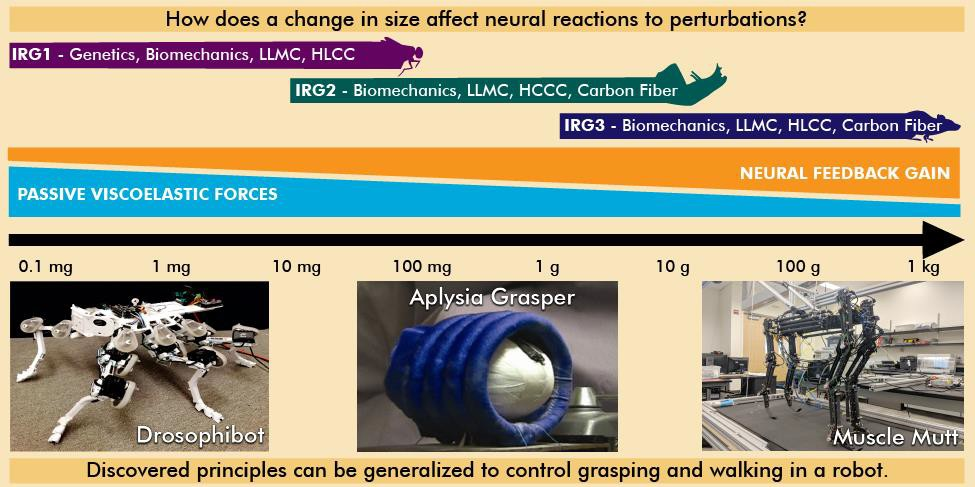 How does a change in size affect neural reactions to perturbations?
IRG1 - Genetics, Biomechanics, LLMC, HLCC
IRG2 - Biomechanics, LLMC, HCCC, Carbon Fiber
IRG3 - Biomechanics, LLMC, HLCC, Carbon Fiber
NEURAL FEEDBACK GAIN
PASSIVE VISCOELASTIC FORCES
0.1 mg 1 mg 10 mg 100 mg 1 g 10 g 100 g 1 kg
Aplysia Grasper
Drosophibot
Muscle Mutt
Discovered principles can be generalized to control grasping and walking in a robot.